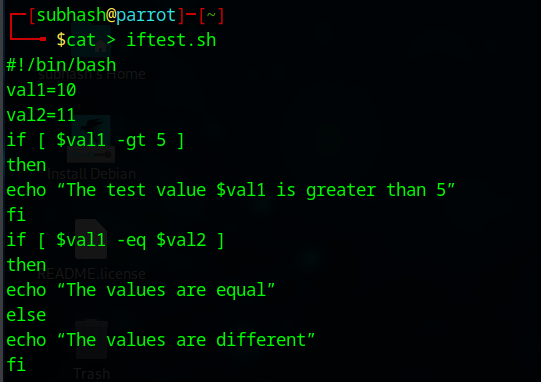 ┌─[subhash@parrot]─[~]
└──╼ $cat > iftest.sh
#!/bin/bash
val1=10
val2=11
if [ $val1 -gt 5 ]
then
echo “The test value $val1 is greater than 5”
fi
if [ $val1 -eq $val2 ]
then
echo “The values are equal”
else
echo “The values are different”
fi
subhash's Home
Install Debian
README.license
Trash